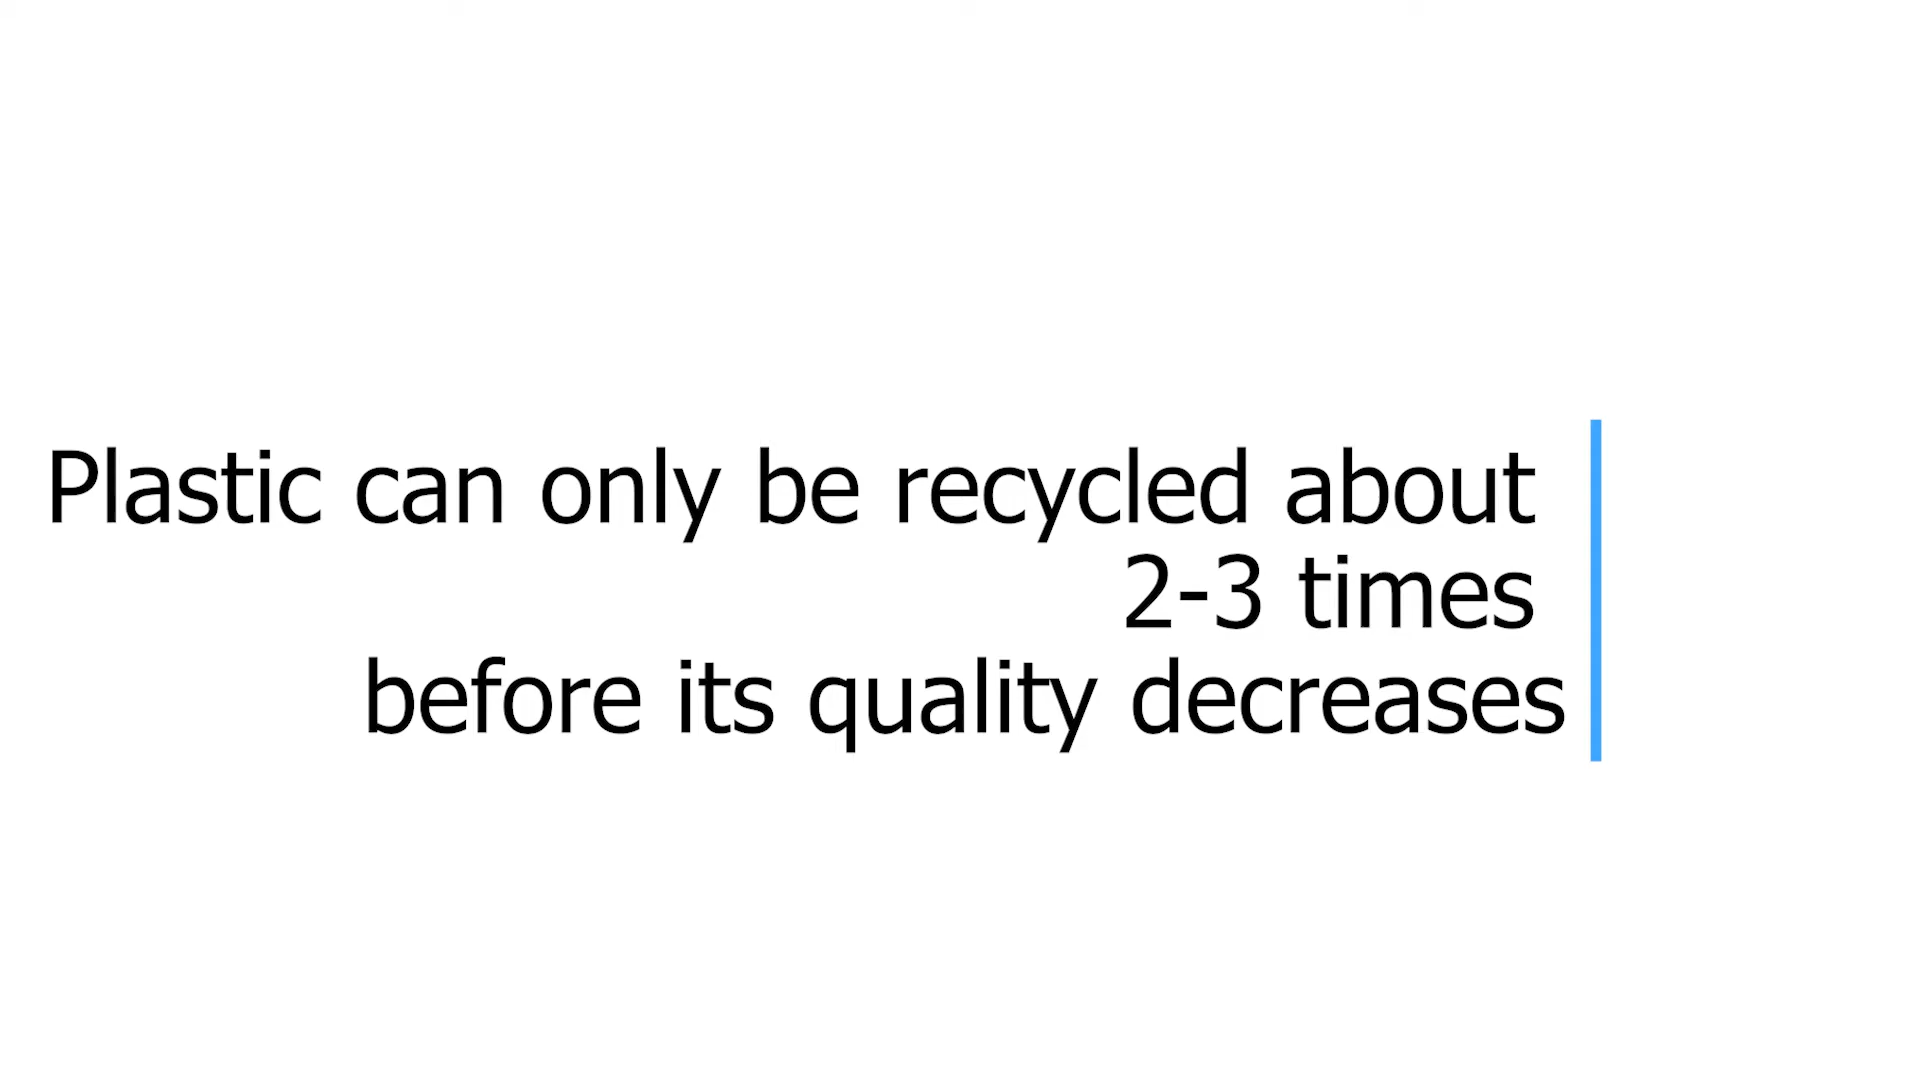 Plastic can only be recycled about
2-3 times
before its quality decreases